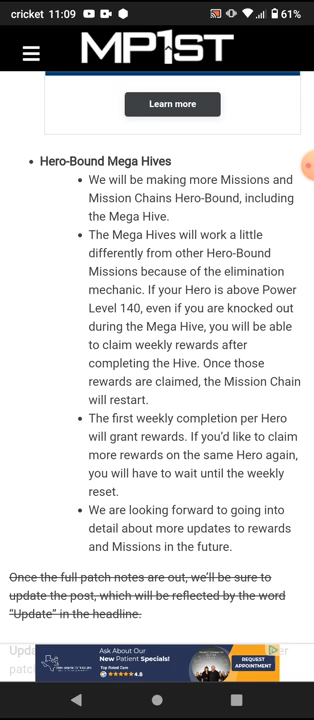 cricket 11:09
61%
MP1ST
Learn more
Hero-Bound Mega Hives
We will be making more Missions and
Mission Chains Hero-Bound, including
the Mega Hive.
The Mega Hives will work a little
differently from other Hero-Bound
Missions because of the elimination
mechanic. If your Hero is above Power
Level 140, even if you are knocked out
during the Mega Hive, you will be able
to claim weekly rewards after
completing the Hive. Once those
rewards are claimed, the Mission Chain
will restart.
The first weekly completion per Hero
will grant rewards. If you'd like to claim
more rewards on the same Hero again,
you will have to wait until the weekly
reset.
We are looking forward to going into
detail about more updates to rewards
and Missions in the future.
Once the full patch notes are out, we'll be sure to
update the post, which will be reflected by the word
"Update" in the headline.
Ask About Our
New Patient Specials!
Top Rated Care
4.8
REQUEST
APPOINTMENT